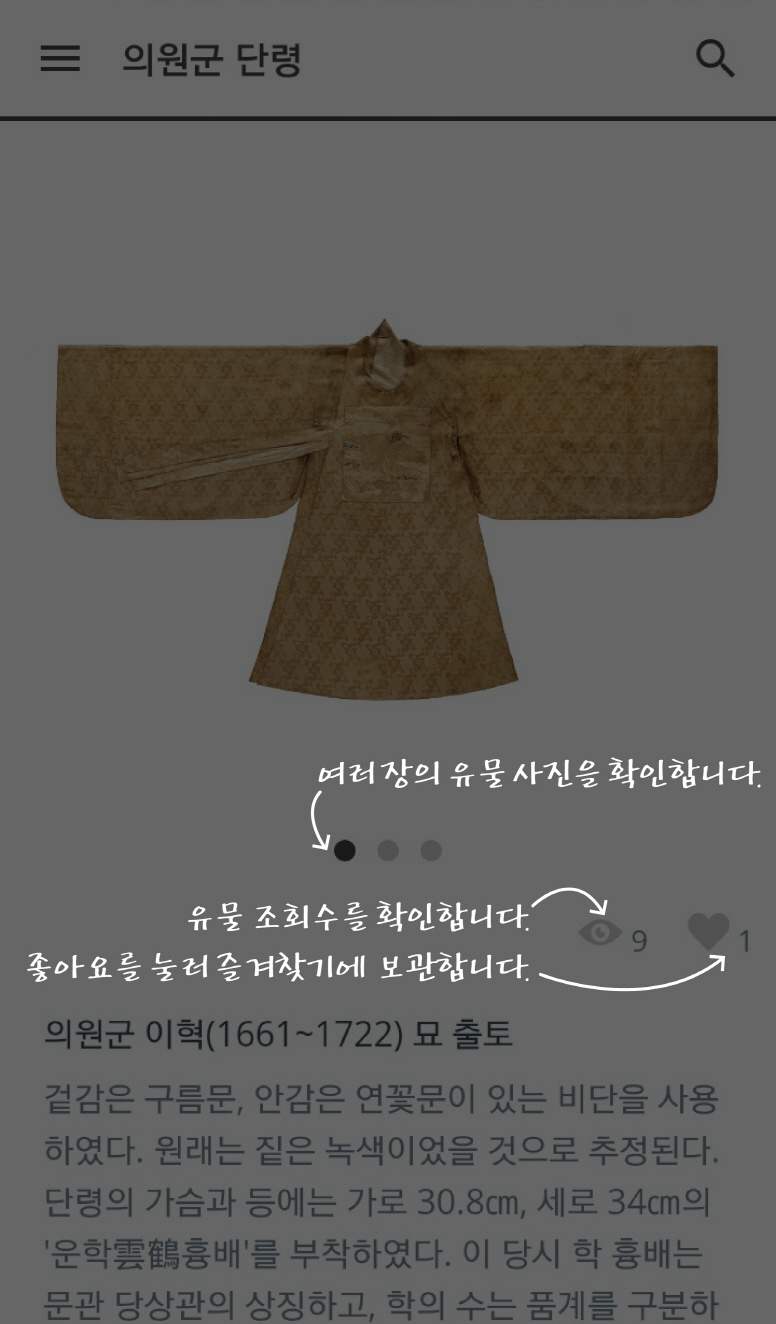 의원군 단령
여러장의 유물 사진을 확인합니다.
유물 조회수를 확인합니다.
9
1
좋아요를 눌러 즐겨찾기에 보관합니다.
의원군 이혁(1661~1722) 묘 출토
겉감은 구름문, 안감은 연꽃문이 있는 비단을 사용
하였다. 원래는 짙은 녹색이었을 것으로 추정된다.
단령의 가슴과 등에는 가로 30.8㎝, 세로 34㎝의
'운학雲鶴흉배'를 부착하였다. 이 당시 학 흉배는
문관 당상관의 상징하고, 학의 수는 품계를 구분하